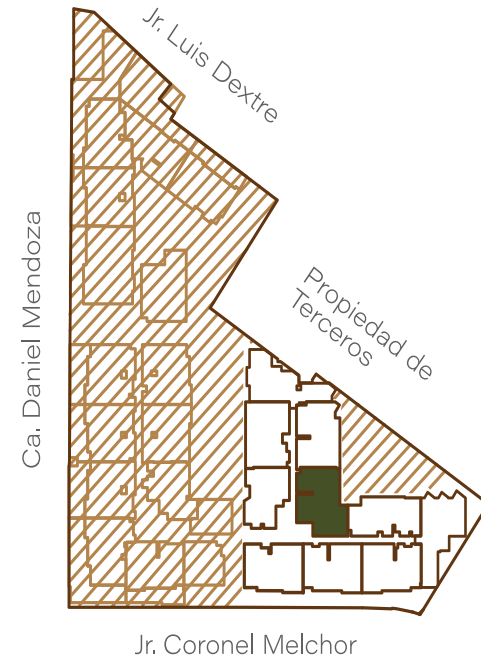 Jr. Luis Dextre
Ca. Daniel Mendoza
Propiedad de
Terceros
Jr. Coronel Melchor